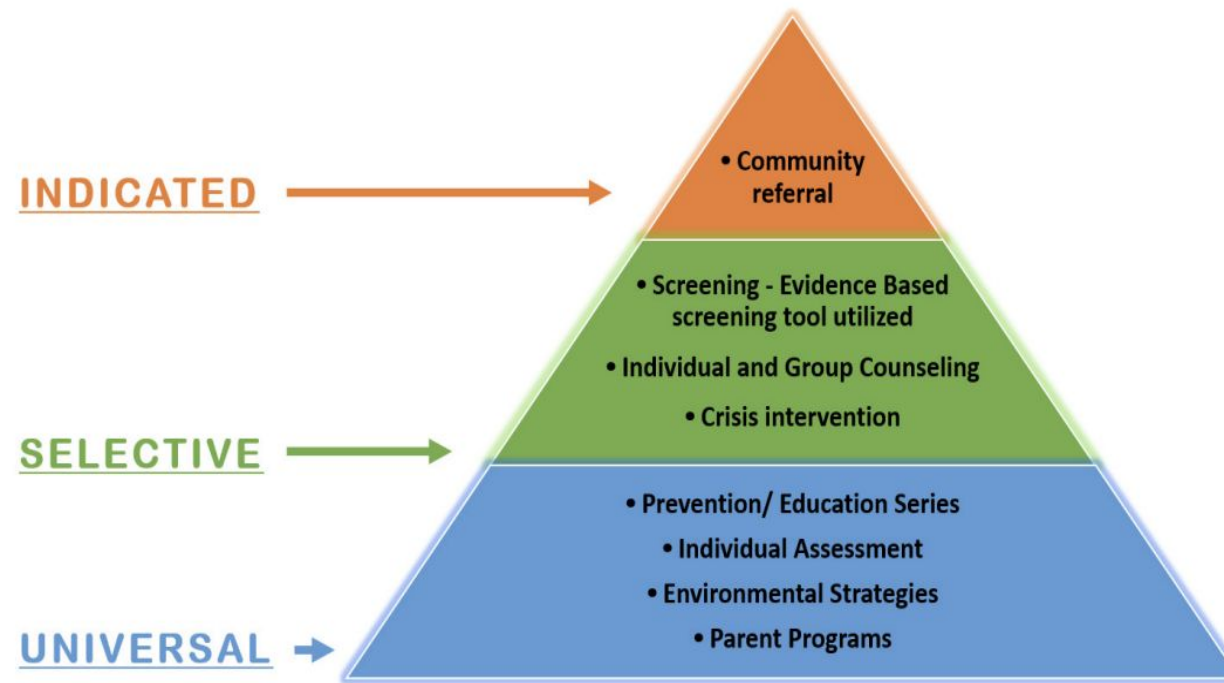 INDICATED
• Community
referral
• Screening - Evidence Based
screening tool utilized
• Individual and Group Counseling
• Crisis intervention
SELECTIVE
• Prevention/ Education Series
• Individual Assessment
• Environmental Strategies
• Parent Programs
UNIVERSAL